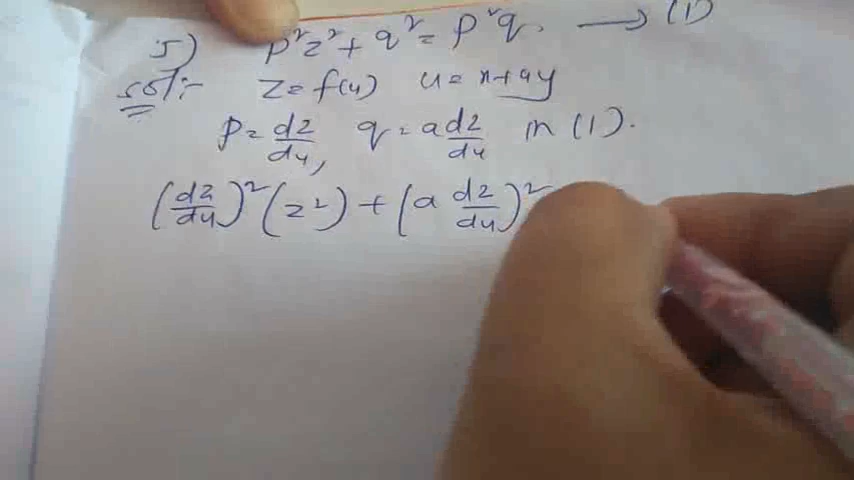 5) p²z² + q² = p²q. → (1)
sol:- z = f(u) u = x+ay
p = dz/du, q = a dz/du in (1).
(dz/du)² (z²) + (a dz/du)²